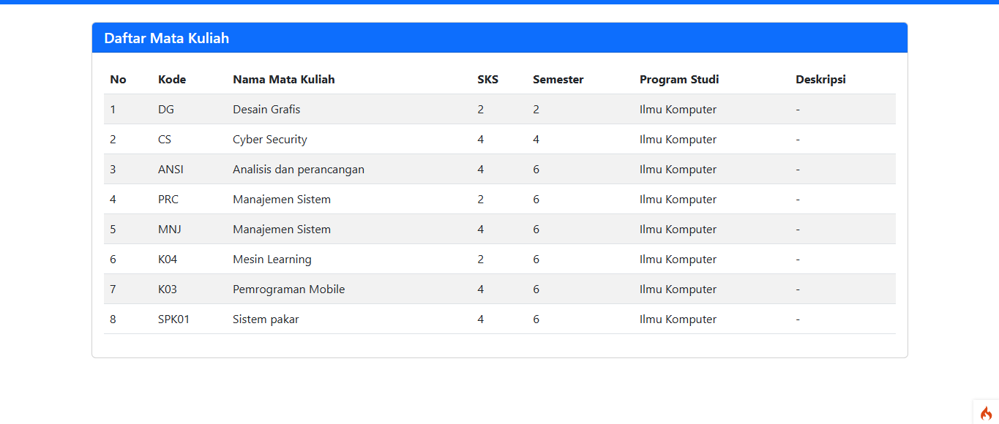 Daftar Mata Kuliah
No Kode Nama Mata Kuliah SKS Semester Program Studi Deskripsi
1 DG Desain Grafis 2 2 Ilmu Komputer -
2 CS Cyber Security 4 4 Ilmu Komputer -
3 ANSI Analisis dan perancangan 4 6 Ilmu Komputer -
4 PRC Manajemen Sistem 2 6 Ilmu Komputer -
5 MNJ Manajemen Sistem 4 6 Ilmu Komputer -
6 K04 Mesin Learning 2 6 Ilmu Komputer -
7 K03 Pemrograman Mobile 4 6 Ilmu Komputer -
8 SPK01 Sistem pakar 4 6 Ilmu Komputer -